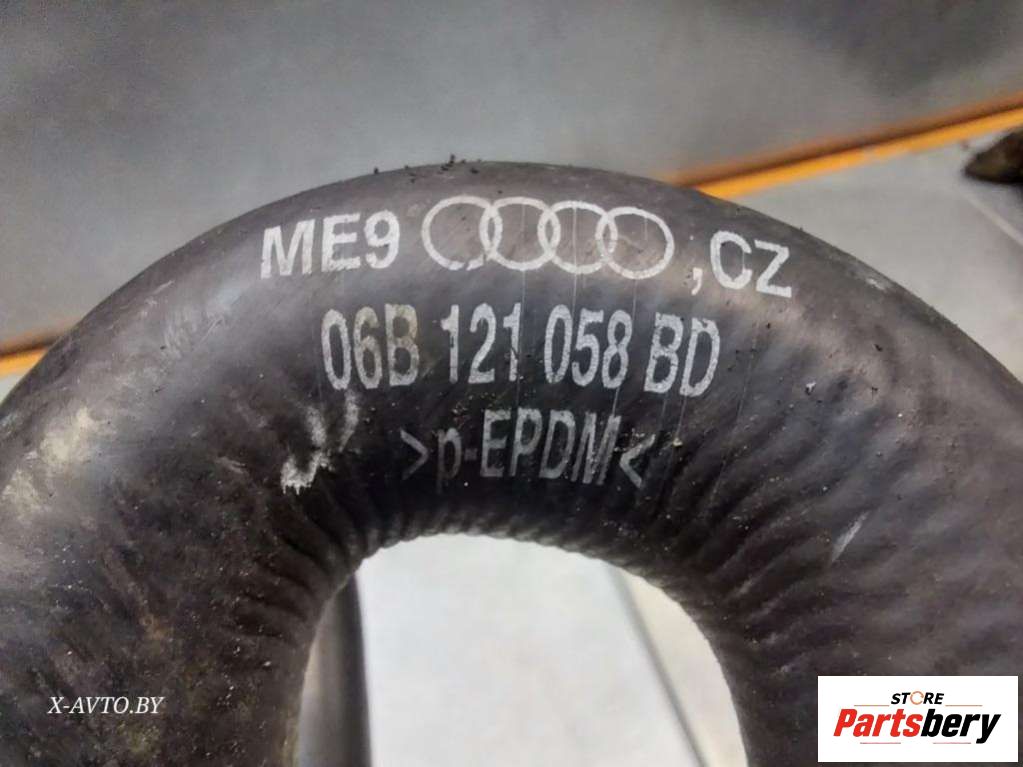 ME9 ,CZ
06B 121 058 BD
>p-EPDM<
X-AVTO.BY
STORE
Partsbery